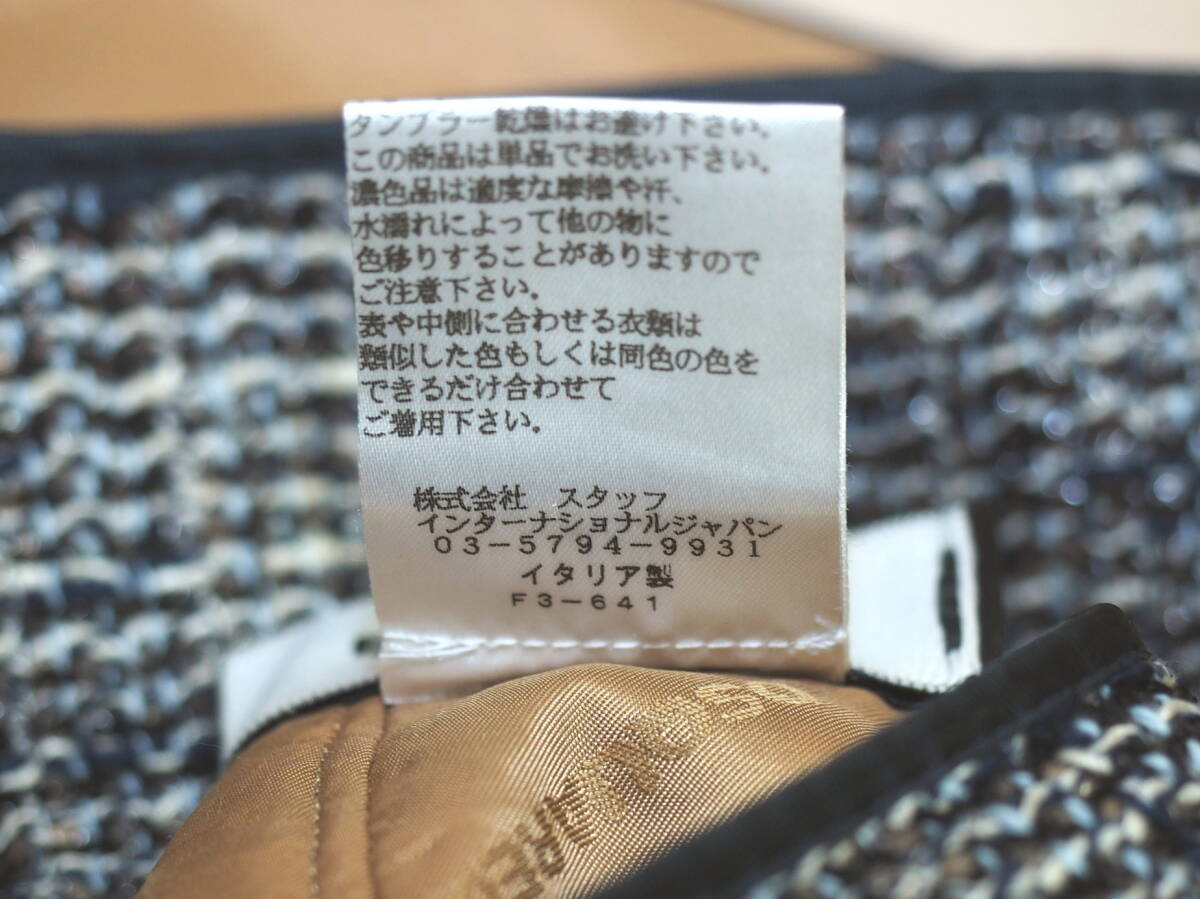 タンブラー乾燥はお避け下さい。
この商品は単品でお洗い下さい。
濃色品は適度な摩擦や汗、
水濡れによって他の物に
色移りすることがありますので
ご注意下さい。
表や中側に合わせる衣類は
類似した色もしくは同色の色を
できるだけ合わせて
ご着用下さい。
株式会社　スタッフ
インターナショナルジャパン
０３－５７９４－９９３１
イタリア製
Ｆ３－６４１